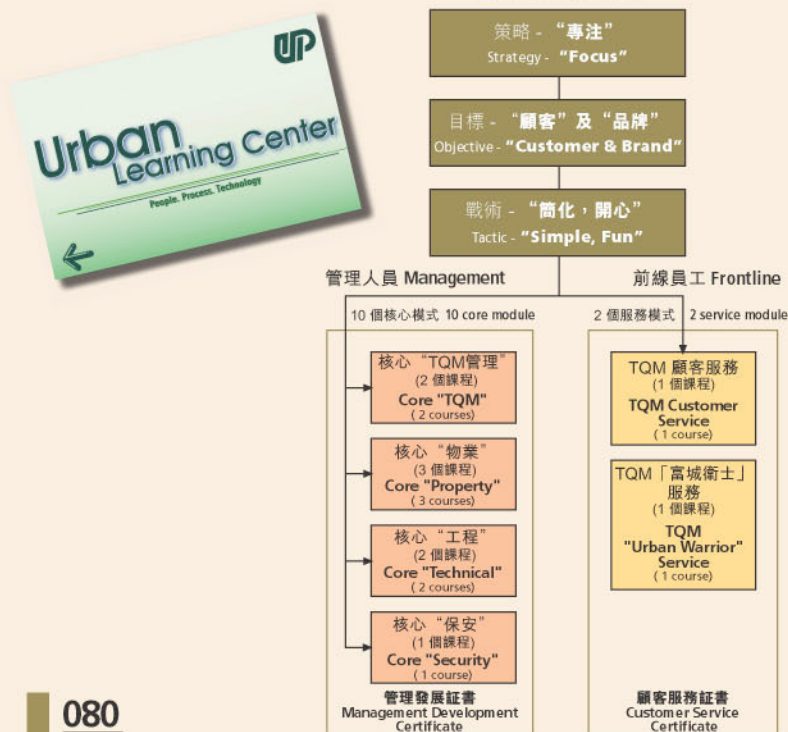 UP
Urban
Learning Center
People. Process. Technology
策略 - “專注”
Strategy - “Focus”
目標 - “顧客” 及 “品牌”
Objective - “Customer & Brand”
戰術 - “簡化，開心”
Tactic - “Simple, Fun”
管理人員 Management
10 個核心模式 10 core module
核心 “TQM管理”
(2 個課程)
Core "TQM"
( 2 courses)
核心 “物業”
(3 個課程)
Core "Property"
( 3 courses)
核心 “工程”
(2 個課程)
Core "Technical"
( 2 courses)
核心 “保安”
(1 個課程)
Core "Security"
( 1 course)
管理發展証書
Management Development
Certificate
前線員工 Frontline
2 個服務模式 2 service module
TQM 顧客服務
(1 個課程)
TQM Customer
Service
( 1 course)
TQM「富城衛士」
服務
(1 個課程)
TQM
"Urban Warrior"
Service
( 1 course)
顧客服務証書
Customer Service
Certificate
080